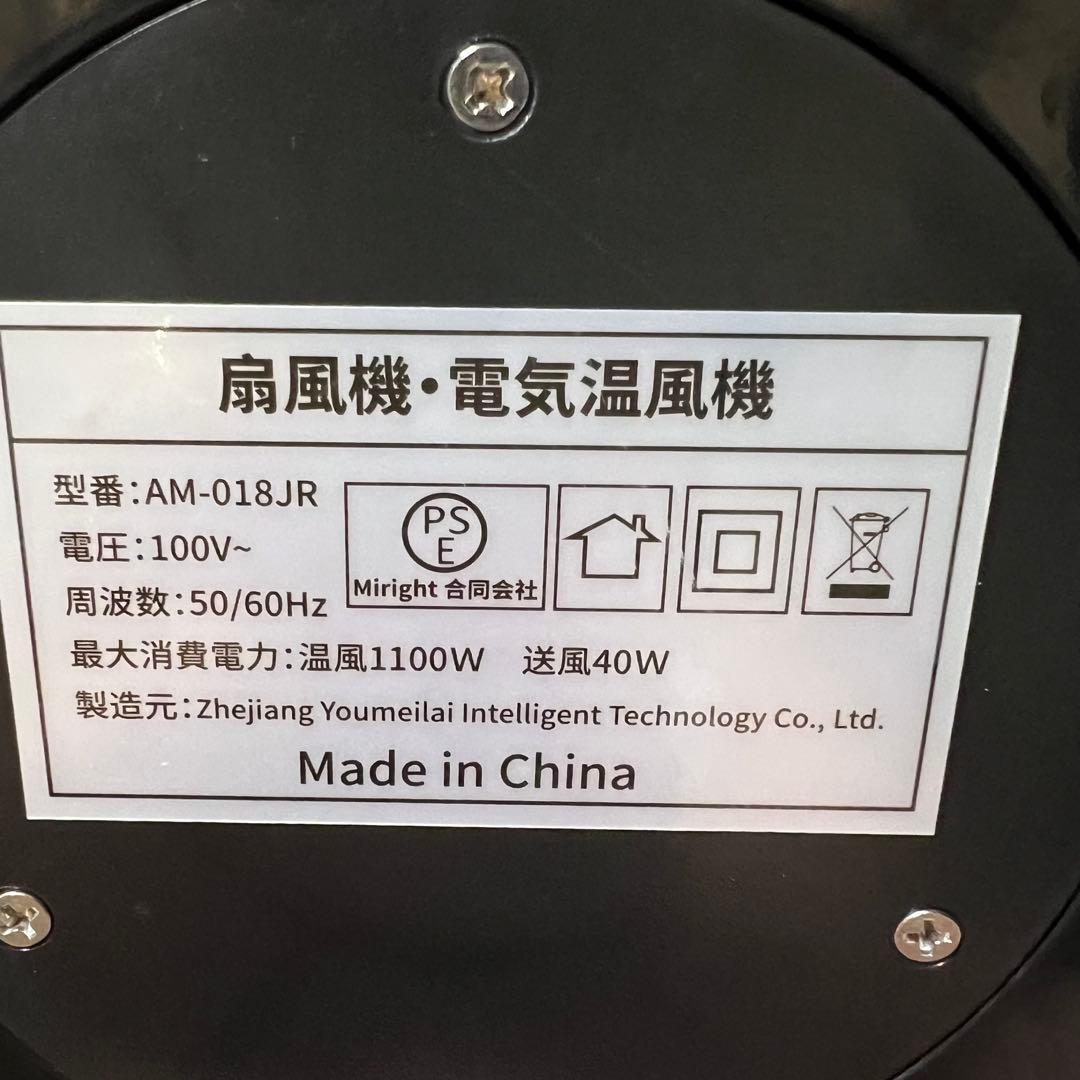 扇風機・電気温風機
型番：AM-018JR
電圧：100V~
周波数：50/60Hz
PS
E
Miright 合同会社
最大消費電力：温風1100W 送風40W
製造元：Zhejiang Youmeilai Intelligent Technology Co., Ltd.
Made in China